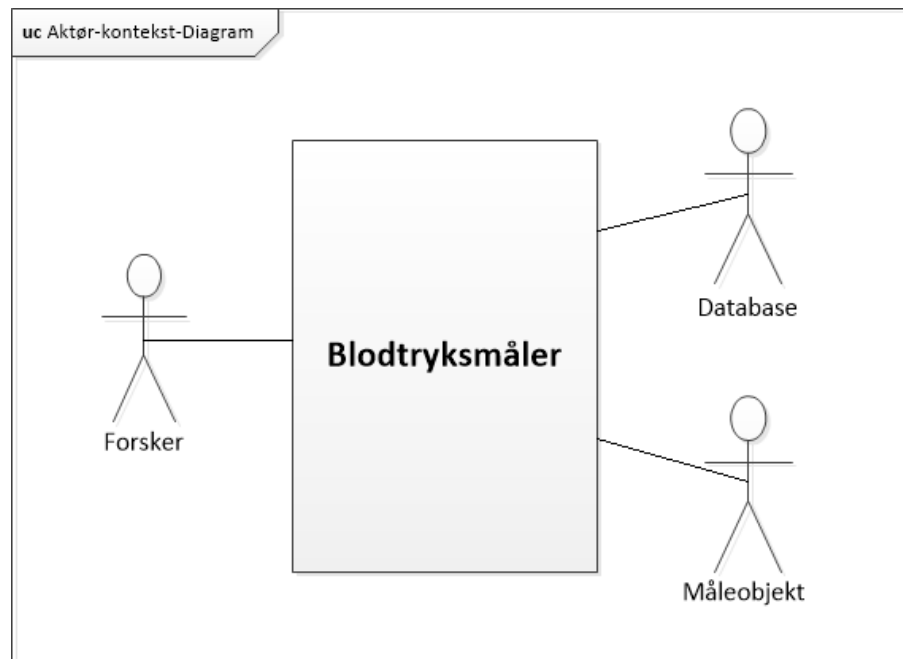 uc Aktør-kontekst-Diagram
Database
Blodtryksmåler
Forsker
Måleobjekt